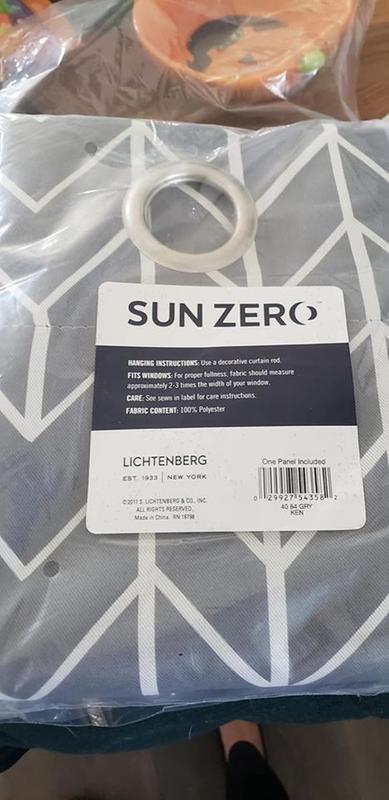 SUN ZERO™
HANGING INSTRUCTIONS: Use a decorative curtain rod.
FITS WINDOWS: For proper fullness, fabric should measure
approximately 2-3 times the width of your window.
CARE: See sewn in label for care instructions.
FABRIC CONTENT: 100% Polyester
LICHTENBERG
EST. 1933 | NEW YORK
©2017 S. LICHTENBERG & CO., INC.
ALL RIGHTS RESERVED.
Made in China. RN 16798
One Panel Included
0 29927 54358 2
40 84 GRY
KEN